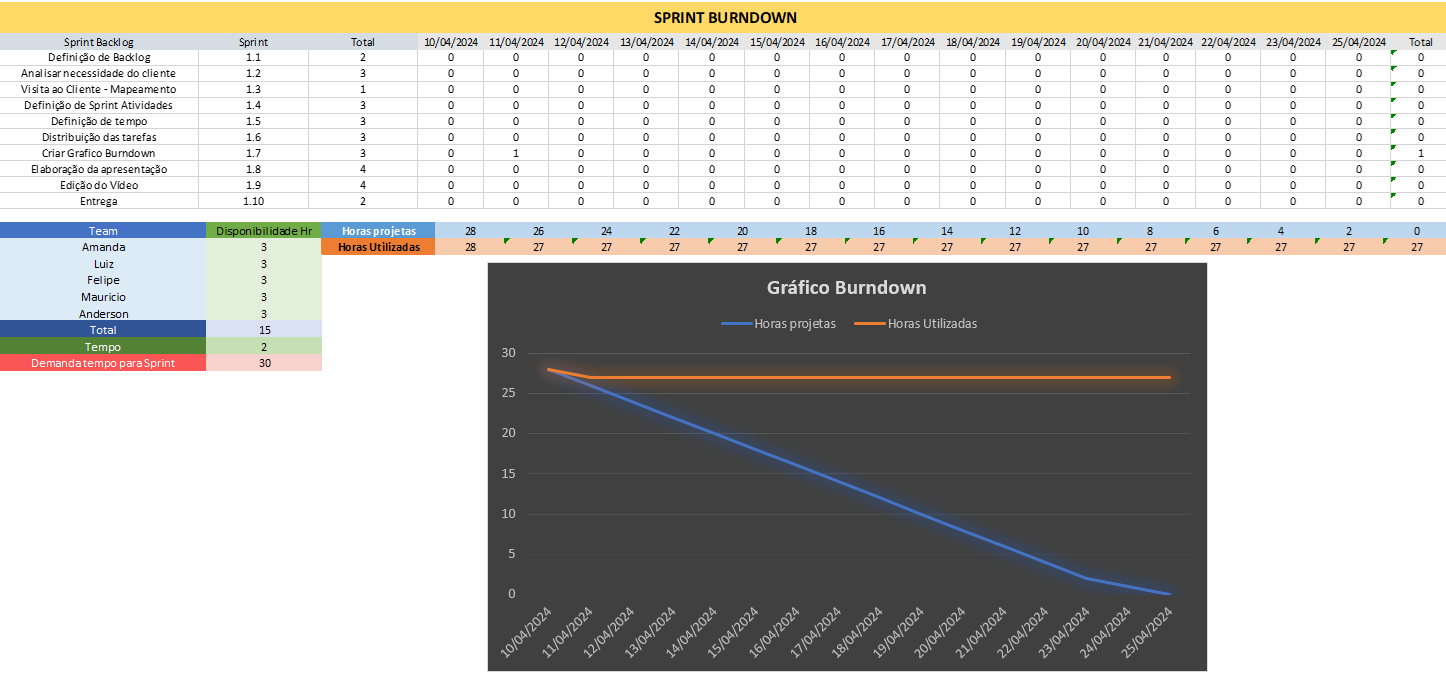 SPRINT BURNDOWN
Sprint Backlog Sprint Total 10/04/2024 11/04/2024 12/04/2024 13/04/2024 14/04/2024 15/04/2024 16/04/2024 17/04/2024 18/04/2024 19/04/2024 20/04/2024 21/04/2024 22/04/2024 23/04/2024 25/04/2024 Total
Definição de Backlog 1.1 2 0 0 0 0 0 0 0 0 0 0 0 0 0 0 0 0
Analisar necessidade do cliente 1.2 3 0 0 0 0 0 0 0 0 0 0 0 0 0 0 0 0
Visita ao Cliente - Mapeamento 1.3 1 0 0 0 0 0 0 0 0 0 0 0 0 0 0 0 0
Definição de Sprint Atividades 1.4 3 0 0 0 0 0 0 0 0 0 0 0 0 0 0 0 0
Definição de tempo 1.5 3 0 0 0 0 0 0 0 0 0 0 0 0 0 0 0 0
Distribuição das tarefas 1.6 3 0 0 0 0 0 0 0 0 0 0 0 0 0 0 0 0
Criar Grafico Burndown 1.7 3 0 1 0 0 0 0 0 0 0 0 0 0 0 0 0 1
Elaboração da apresentação 1.8 4 0 0 0 0 0 0 0 0 0 0 0 0 0 0 0 0
Edição do Vídeo 1.9 4 0 0 0 0 0 0 0 0 0 0 0 0 0 0 0 0
Entrega 1.10 2 0 0 0 0 0 0 0 0 0 0 0 0 0 0 0 0
Team Disponibilidade Hr Horas projetas 28 26 24 22 20 18 16 14 12 10 8 6 4 2 0
Amanda 3 Horas Utilizadas 28 27 27 27 27 27 27 27 27 27 27 27 27 27 27
Luiz 3
Felipe 3
Mauricio 3
Anderson 3
Total 15
Tempo 2
Demanda tempo para Sprint 30
Gráfico Burndown
Horas projetas Horas Utilizadas
30
25
20
15
10
5
0
10/04/2024 11/04/2024 12/04/2024 13/04/2024 14/04/2024 15/04/2024 16/04/2024 17/04/2024 18/04/2024 19/04/2024 20/04/2024 21/04/2024 22/04/2024 23/04/2024 24/04/2024 25/04/2024